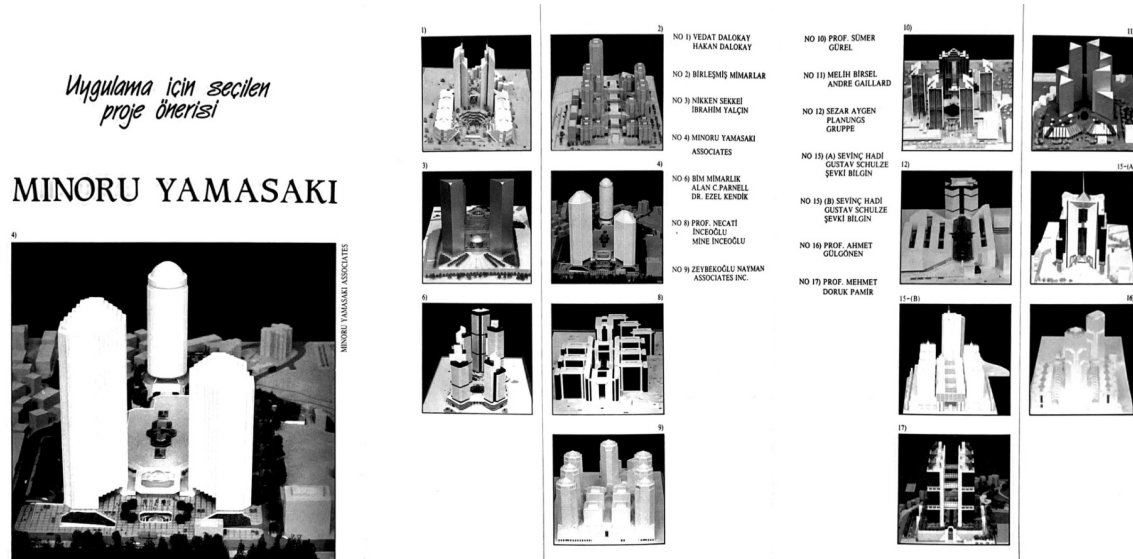 Uygulama için seçilen
proje önerisi
MINORU YAMASAKI
4)
MINORU YAMASAKI ASSOCIATES
1)
2)
3)
4)
6)
8)
9)
NO 1) VEDAT DALOKAY
HAKAN DALOKAY
NO 2) BİRLEŞMİŞ MİMARLAR
NO 3) NİKKEN SEKKEİ
İBRAHİM YALÇIN
NO 4) MINORU YAMASAKI
ASSOCIATES
NO 6) BİM MİMARLIK
ALAN C.PARNELL
DR. EZEL KENDİK
NO 8) PROF. NECATİ
İNCEOĞLU
MİNE İNCEOĞLU
NO 9) ZEYBEKOĞLU NAYMAN
ASSOCIATES INC.
NO 10) PROF. SÜMER
GÜREL
NO 11) MELİH BİRSEL
ANDRE GAILLARD
NO 12) SEZAR AYGEN
PLANUNGS
GRUPPE
NO 15) (A) SEVİNÇ HADİ
GUSTAV SCHULZE
ŞEVKİ BİLGİN
NO 15) (B) SEVİNÇ HADİ
GUSTAV SCHULZE
ŞEVKİ BİLGİN
NO 16) PROF. AHMET
GÜLGÖNEN
NO 17) PROF. MEHMET
DORUK PAMİR
10)
11
12)
15-(A
15-(B)
16
17)